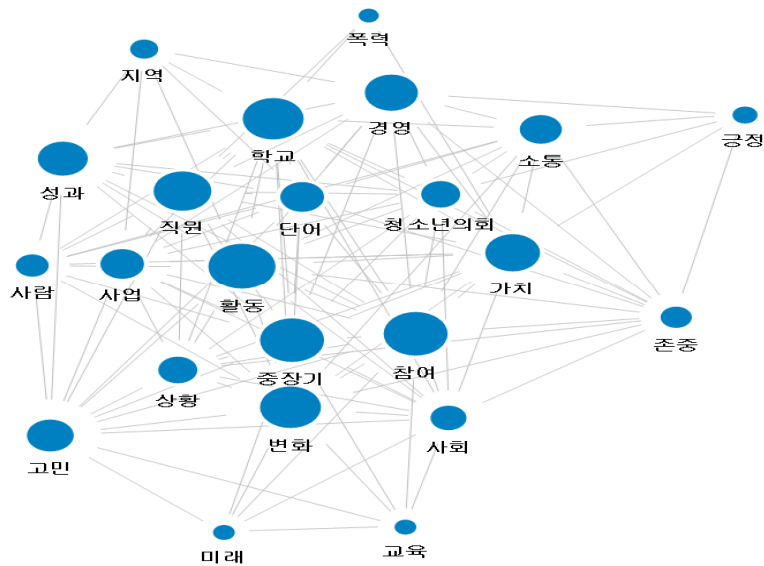 폭력
지역
경영
긍정
학교
소통
성과
직원
단어
청소년의회
사람
사업
활동
가치
존중
중장기
참여
상황
변화
사회
고민
미래
교육